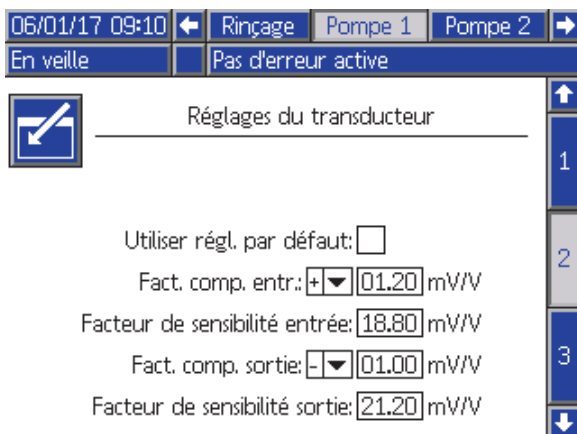 06/01/17 09:10 Rinçage Pompe 1 Pompe 2
En veille Pas d'erreur active
Réglages du transducteur
1
Utiliser régl. par défaut:
2
Fact. comp. entr.: + 01.20 mV/V
Facteur de sensibilité entrée: 18.80 mV/V
3
Fact. comp. sortie: - 01.00 mV/V
Facteur de sensibilité sortie: 21.20 mV/V